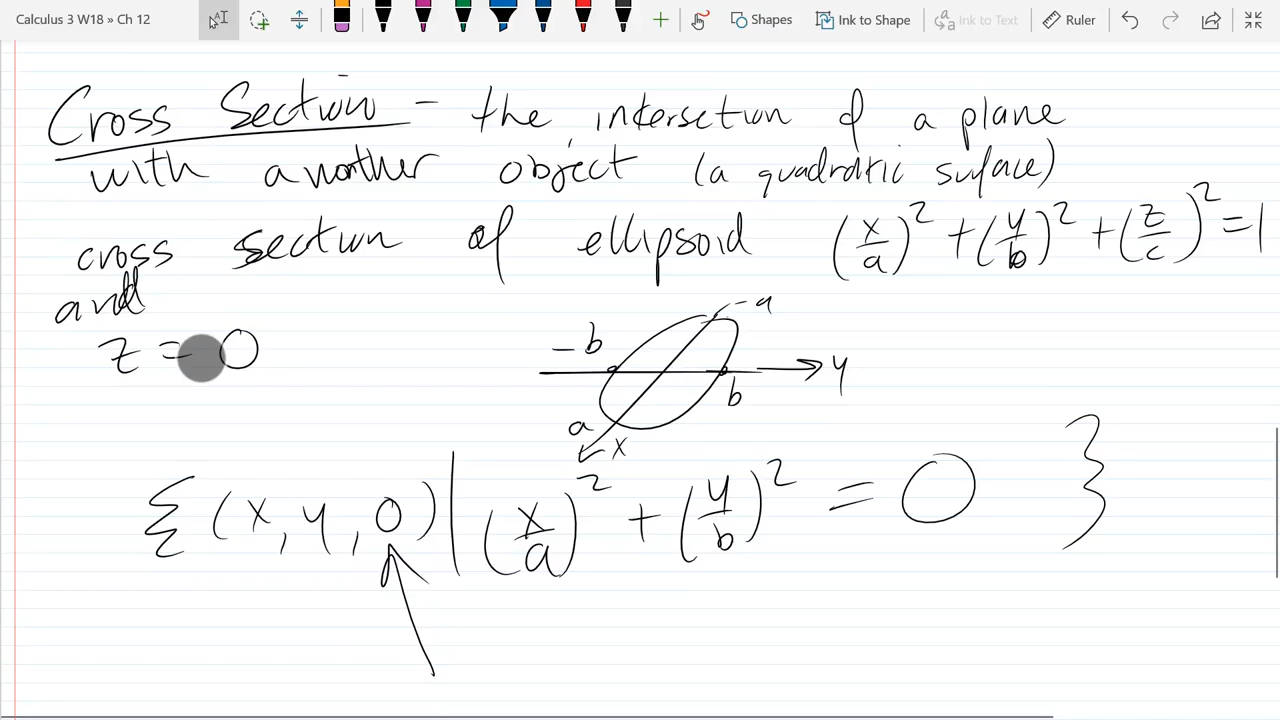 Calculus 3 W18 » Ch 12
Shapes
Ink to Shape
Ink to Text
Ruler
Cross Section - the intersection of a plane
with another object (a quadratic surface)
cross section of ellipsoid (x/a)² + (y/b)² + (z/c)² = 1
and
z = 0
-a
-b
y
b
a
x
{ (x, y, 0) | (x/a)² + (y/b)² = 0 }